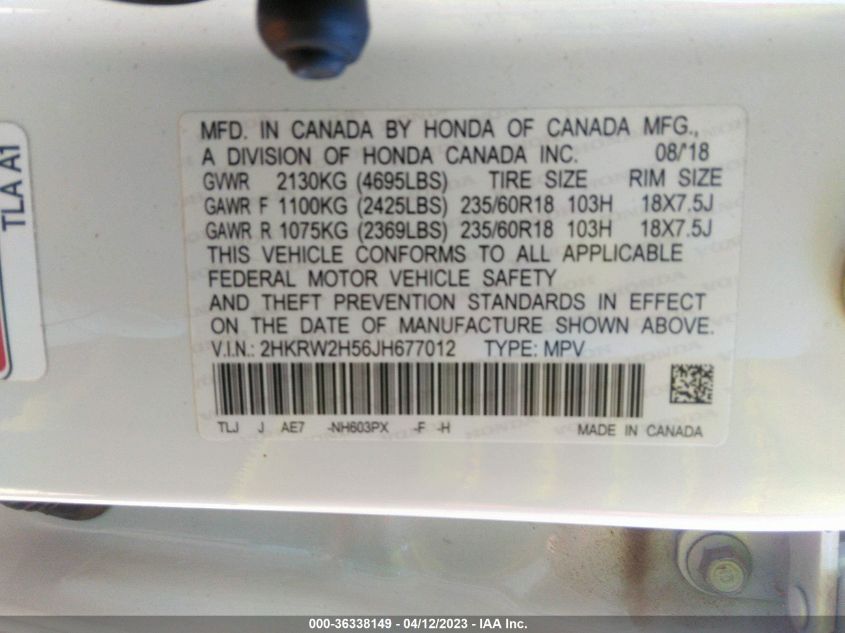 MFD. IN CANADA BY HONDA OF CANADA MFG.,
A DIVISION OF HONDA CANADA INC. 08/'18
GVWR 2130KG (4695LBS) TIRE SIZE RIM SIZE
GAWR F 1100KG (2425LBS) 235/60R18 103H 18X7.5J
GAWR R 1075KG (2369LBS) 235/60R18 103H 18X7.5J
THIS VEHICLE CONFORMS TO ALL APPLICABLE
FEDERAL MOTOR VEHICLE SAFETY
AND THEFT PREVENTION STANDARDS IN EFFECT
ON THE DATE OF MANUFACTURE SHOWN ABOVE.
V.I.N.: 2HKRW2H56JH677012 TYPE: MPV
TLJ J AE7 -NH603PX -F -H MADE IN CANADA
TLA A1
000-36338149 - 04/12/2023 - IAA Inc.